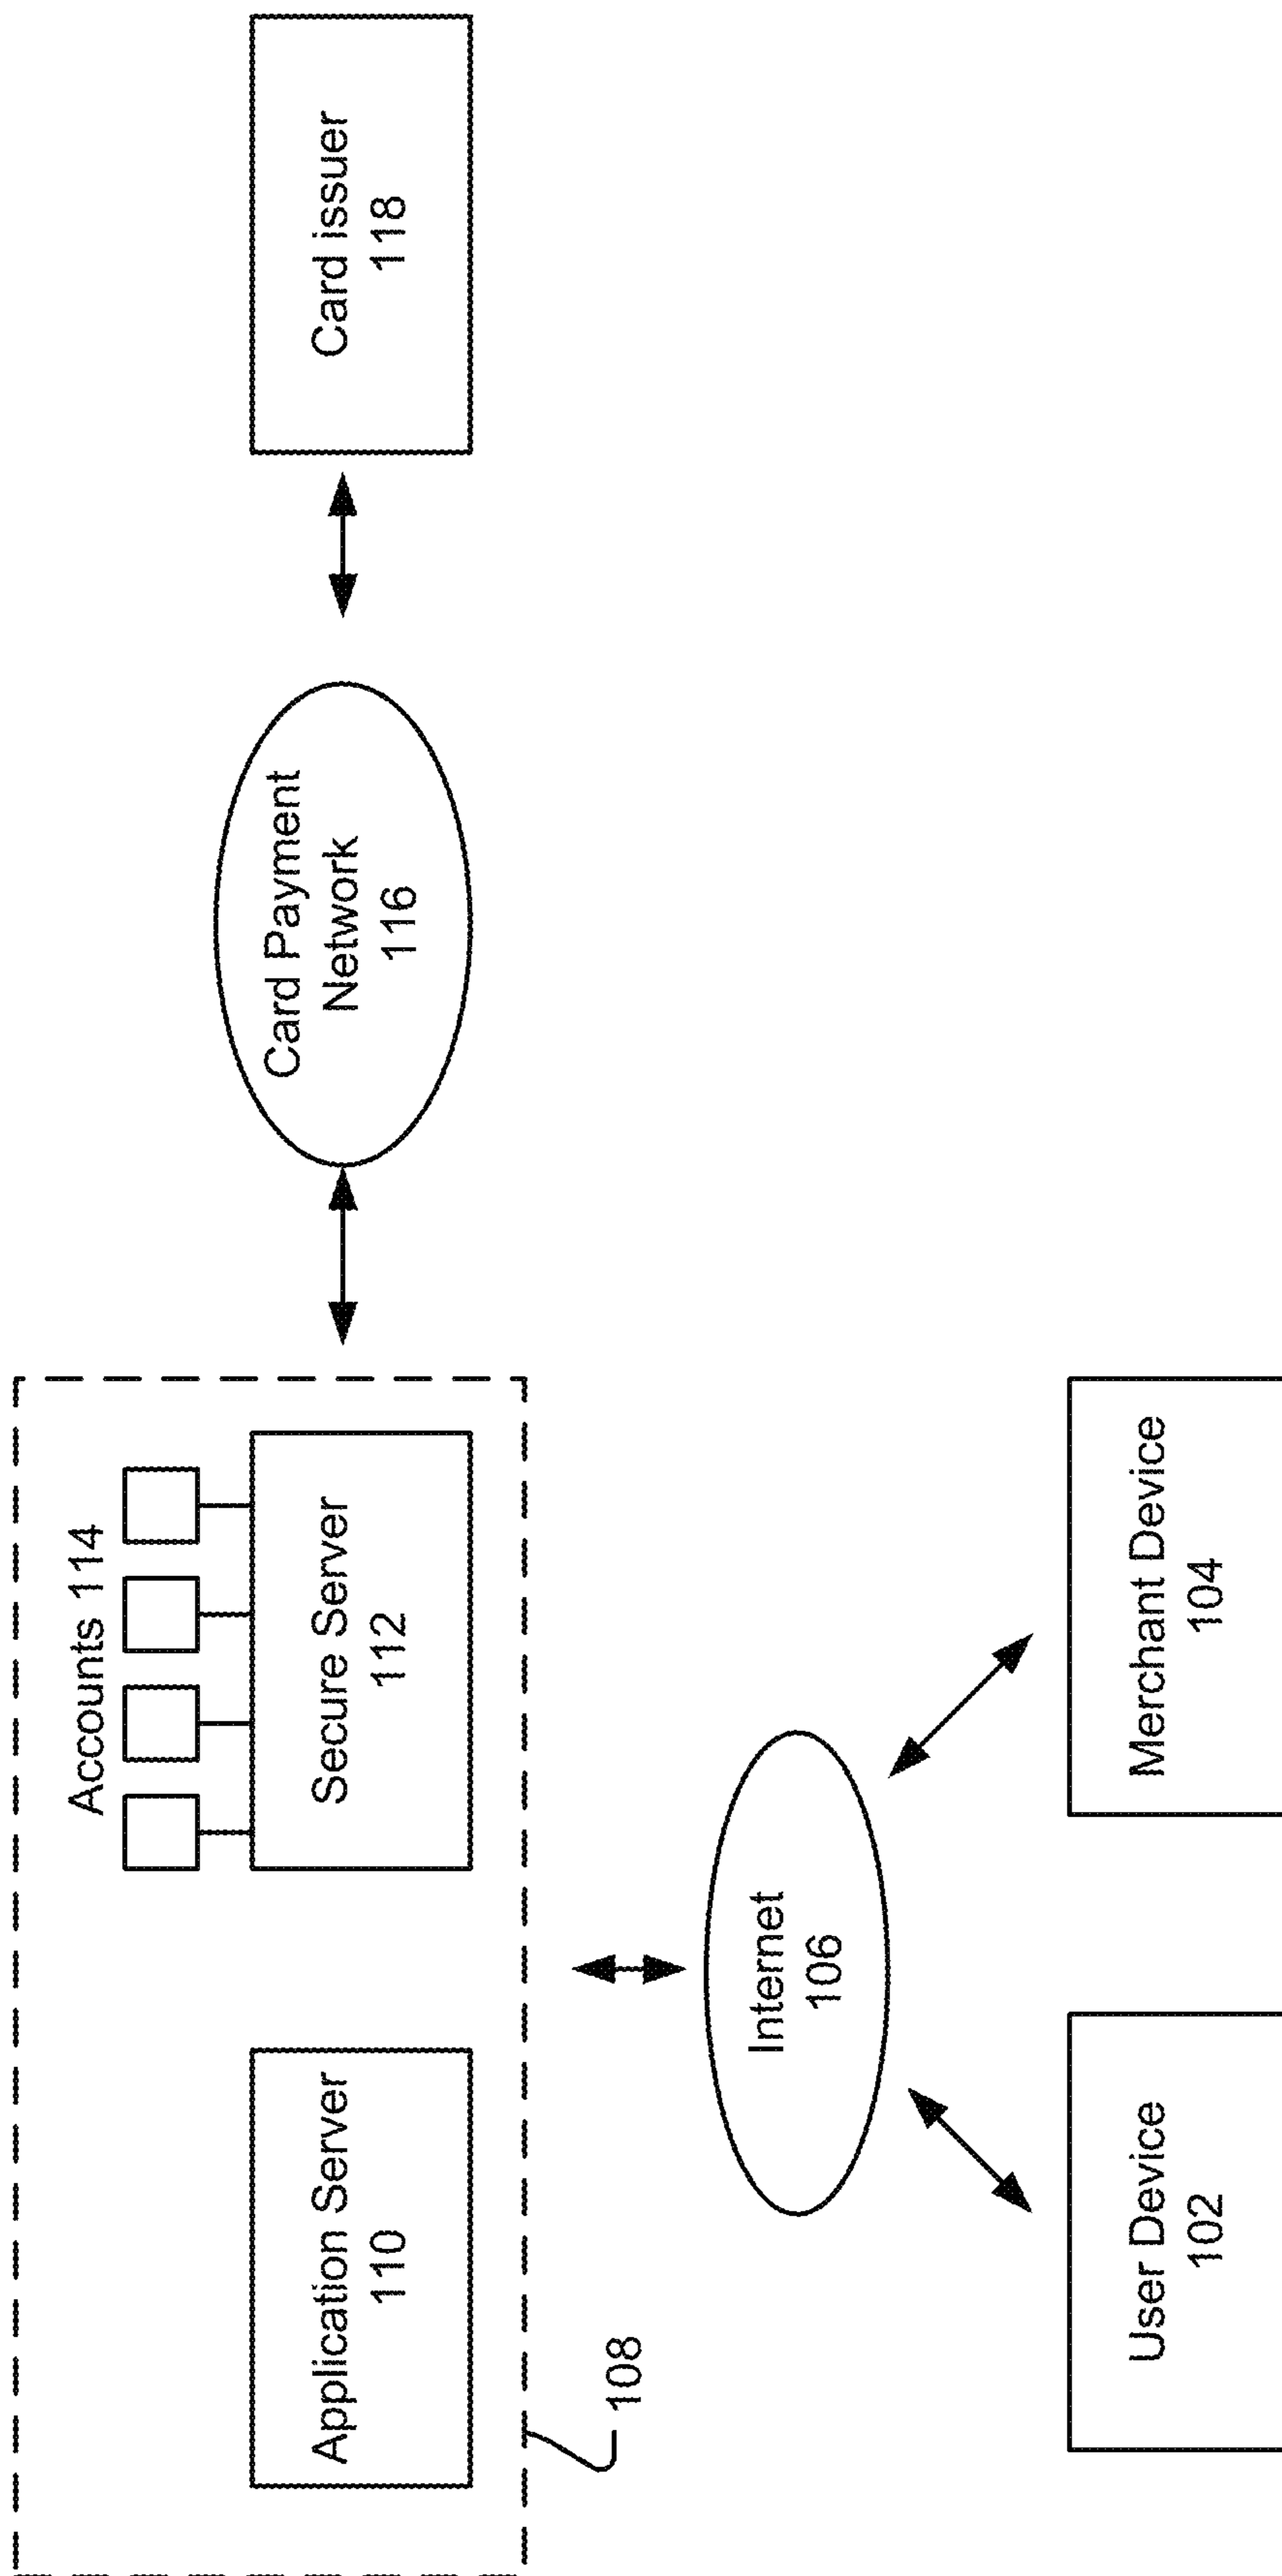 Accounts 114
Application Server
110
Secure Server
112
Card Payment
Network
116
Card issuer
118
108
Internet
106
User Device
102
Merchant Device
104